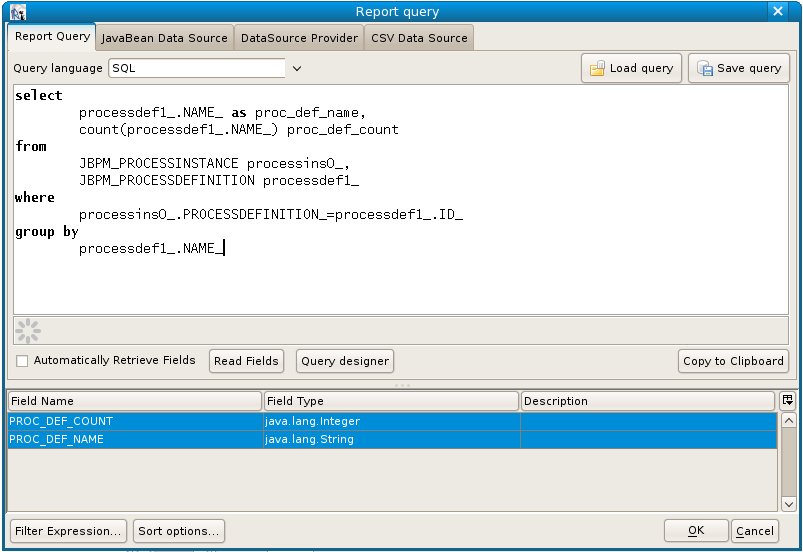 Report query
Report Query JavaBean Data Source DataSource Provider CSV Data Source
Query language SQL Load query Save query
select
processdef1_.NAME_ as proc_def_name,
count(processdef1_.NAME_) proc_def_count
from
JBPM_PROCESSINSTANCE processins0_,
JBPM_PROCESSDEFINITION processdef1_
where
processins0_.PROCESSDEFINITION_=processdef1_.ID_
group by
processdef1_.NAME_
Automatically Retrieve Fields Read Fields Query designer Copy to Clipboard
Field Name Field Type Description
PROC_DEF_COUNT java.lang.Integer
PROC_DEF_NAME java.lang.String
Filter Expression... Sort options... OK Cancel